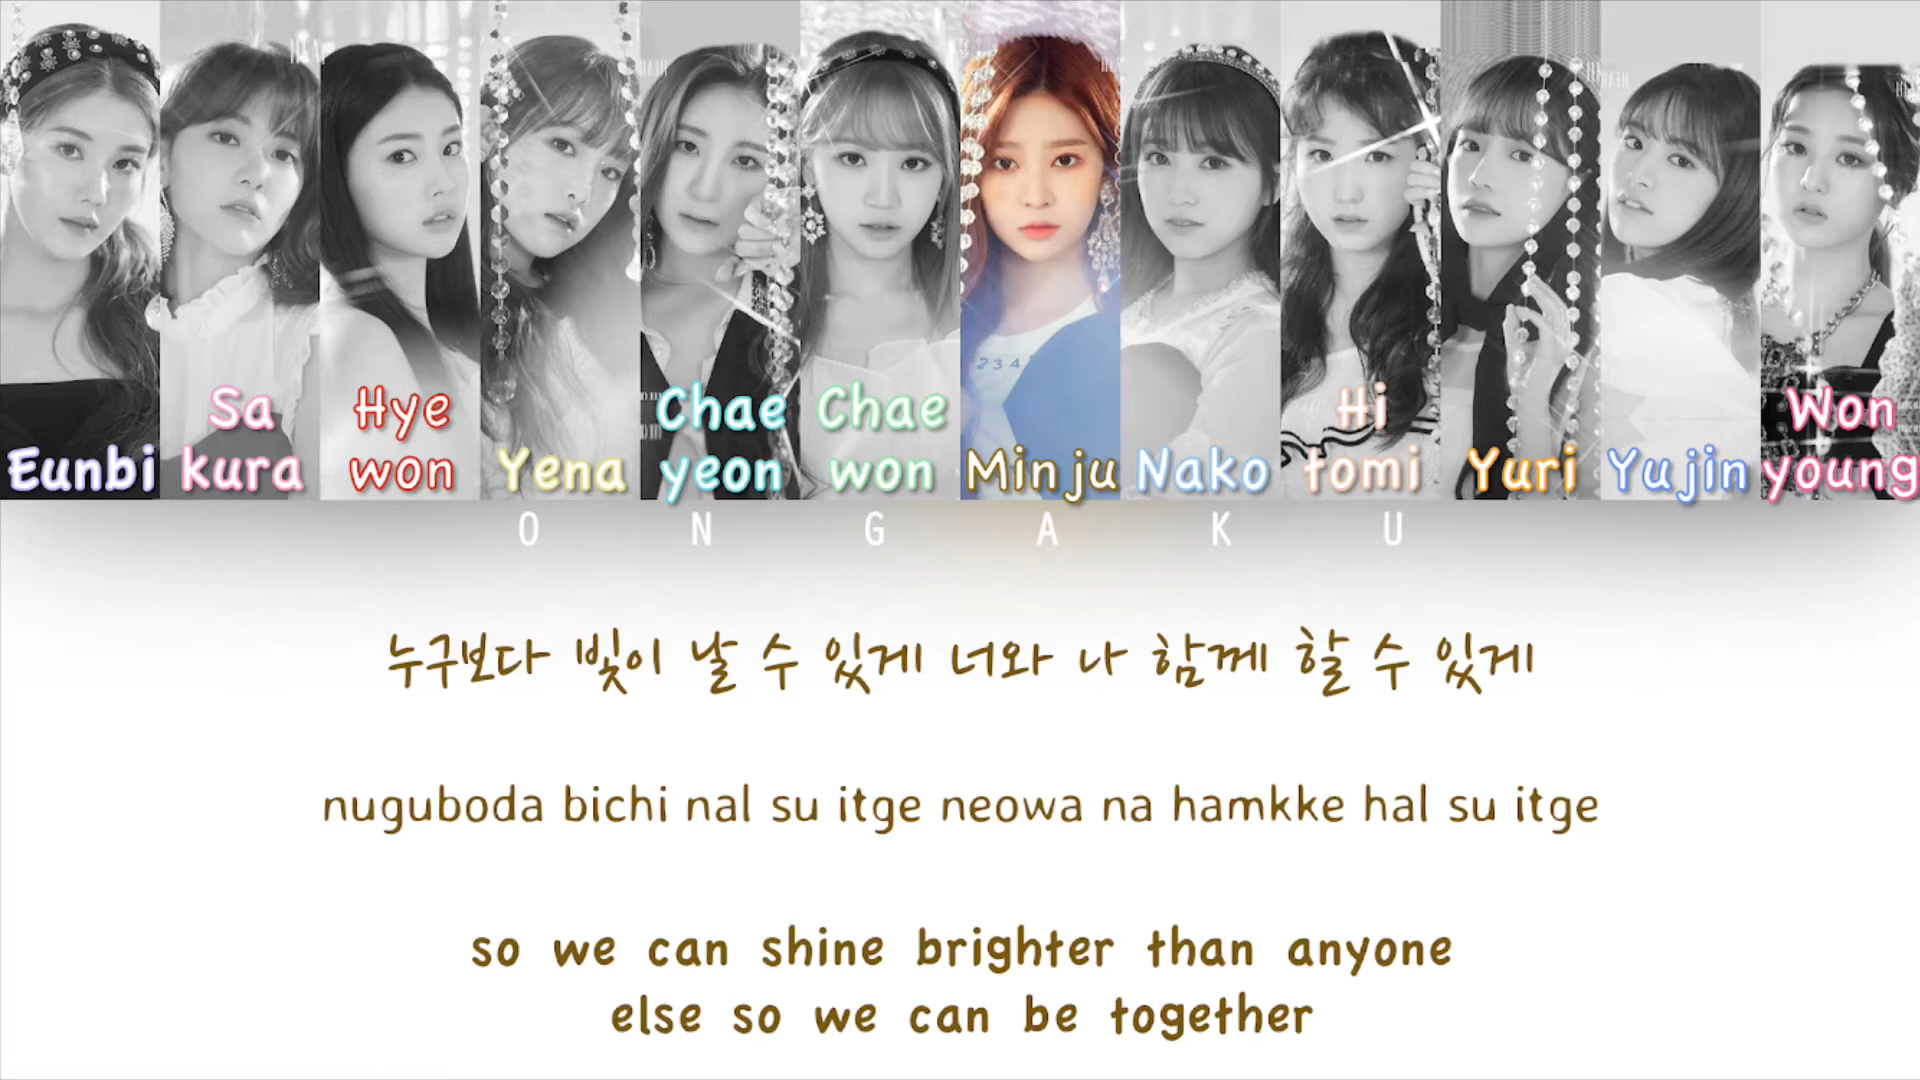 Eunbi
Sa
kura
Hye
won
Yena
Chae
yeon
Chae
won
Minju
Nako
Hi
tomi
Yuri
Yujin
Won
young
234
O N G A K U
누구보다 빛이 날 수 있게 너와 나 함께 할 수 있게
nuguboda bichi nal su itge neowa na hamkke hal su itge
so we can shine brighter than anyone
else so we can be together